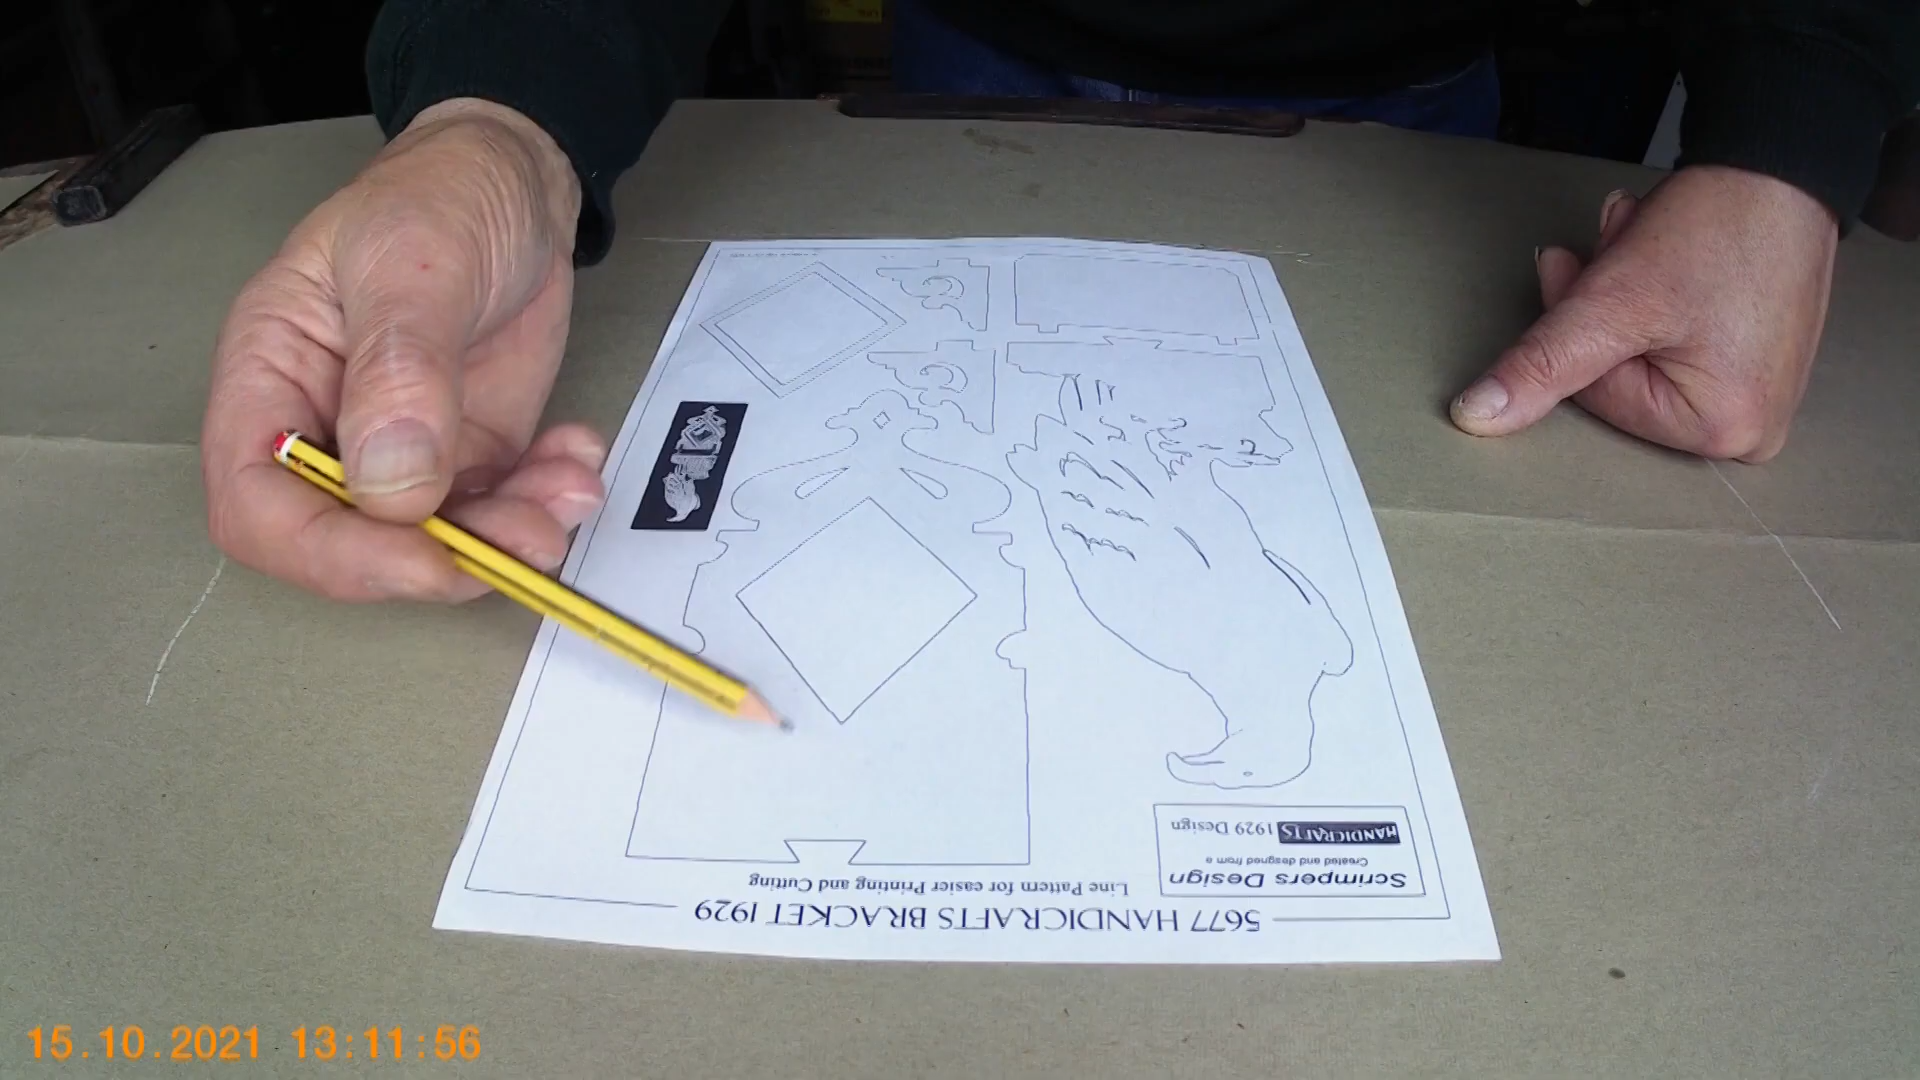 5677 HANDICRAFTS BRACKET 1929
Line Pattern for easier Printing and Cutting
Scrimpers Design
Created and designed from a
HANDICRAFTS 1929 Design
15.10.2021 13:11:56